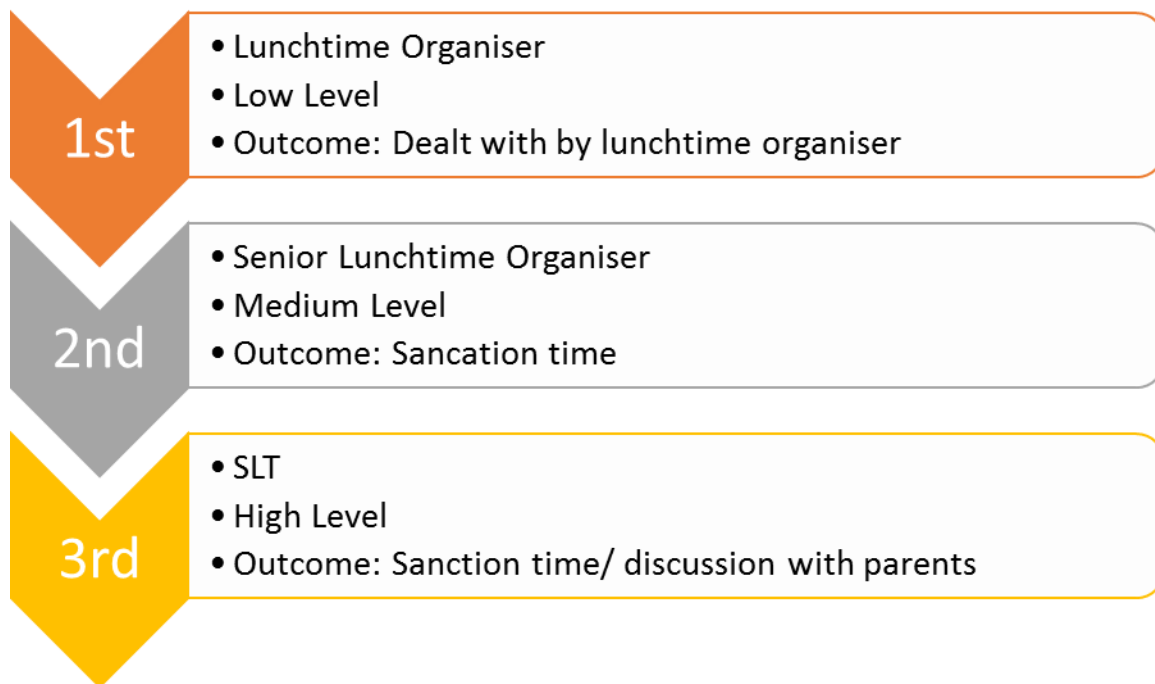 1st
• Lunchtime Organiser
• Low Level
• Outcome: Dealt with by lunchtime organiser
2nd
• Senior Lunchtime Organiser
• Medium Level
• Outcome: Sancation time
3rd
• SLT
• High Level
• Outcome: Sanction time/ discussion with parents